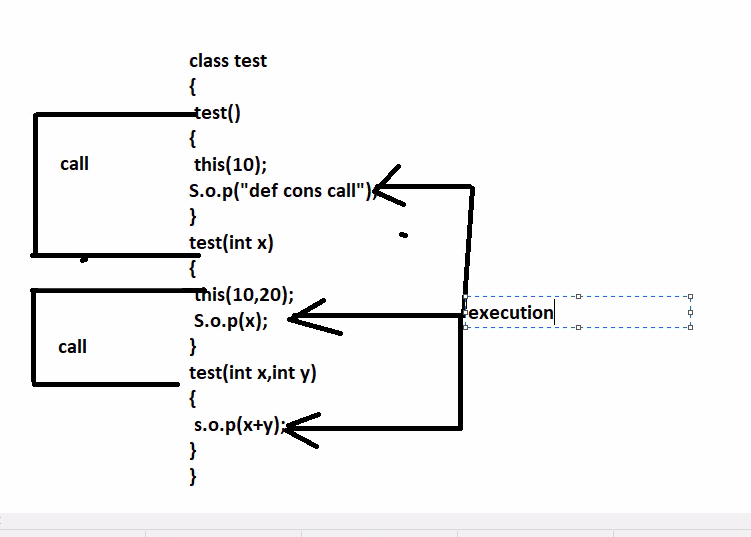 class test
{
test()
{
call
this(10);
S.o.p("def cons call");
}
test(int x)
{
this(10,20);
execution
S.o.p(x);
call
}
test(int x,int y)
{
s.o.p(x+y);
}
}